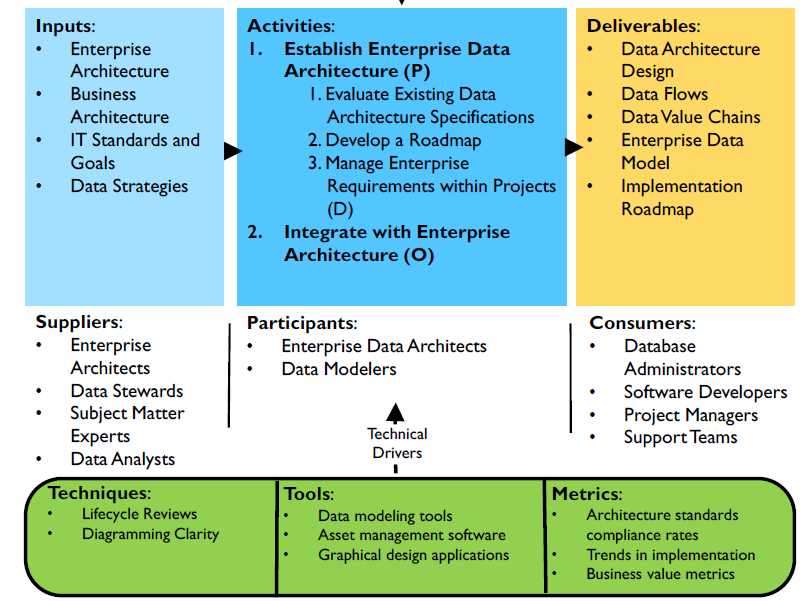 Inputs:
• Enterprise
Architecture
• Business
Architecture
• IT Standards and
Goals
• Data Strategies
Activities:
1. Establish Enterprise Data
Architecture (P)
1. Evaluate Existing Data
Architecture Specifications
2. Develop a Roadmap
3. Manage Enterprise
Requirements within Projects
(D)
2. Integrate with Enterprise
Architecture (O)
Deliverables:
• Data Architecture
Design
• Data Flows
• Data Value Chains
• Enterprise Data
Model
• Implementation
Roadmap
Suppliers:
• Enterprise
Architects
• Data Stewards
• Subject Matter
Experts
• Data Analysts
Participants:
• Enterprise Data Architects
• Data Modelers
Consumers:
• Database
Administrators
• Software Developers
• Project Managers
• Support Teams
Technical
Drivers
Techniques:
• Lifecycle Reviews
• Diagramming Clarity
Tools:
• Data modeling tools
• Asset management software
• Graphical design applications
Metrics:
• Architecture standards
compliance rates
• Trends in implementation
• Business value metrics